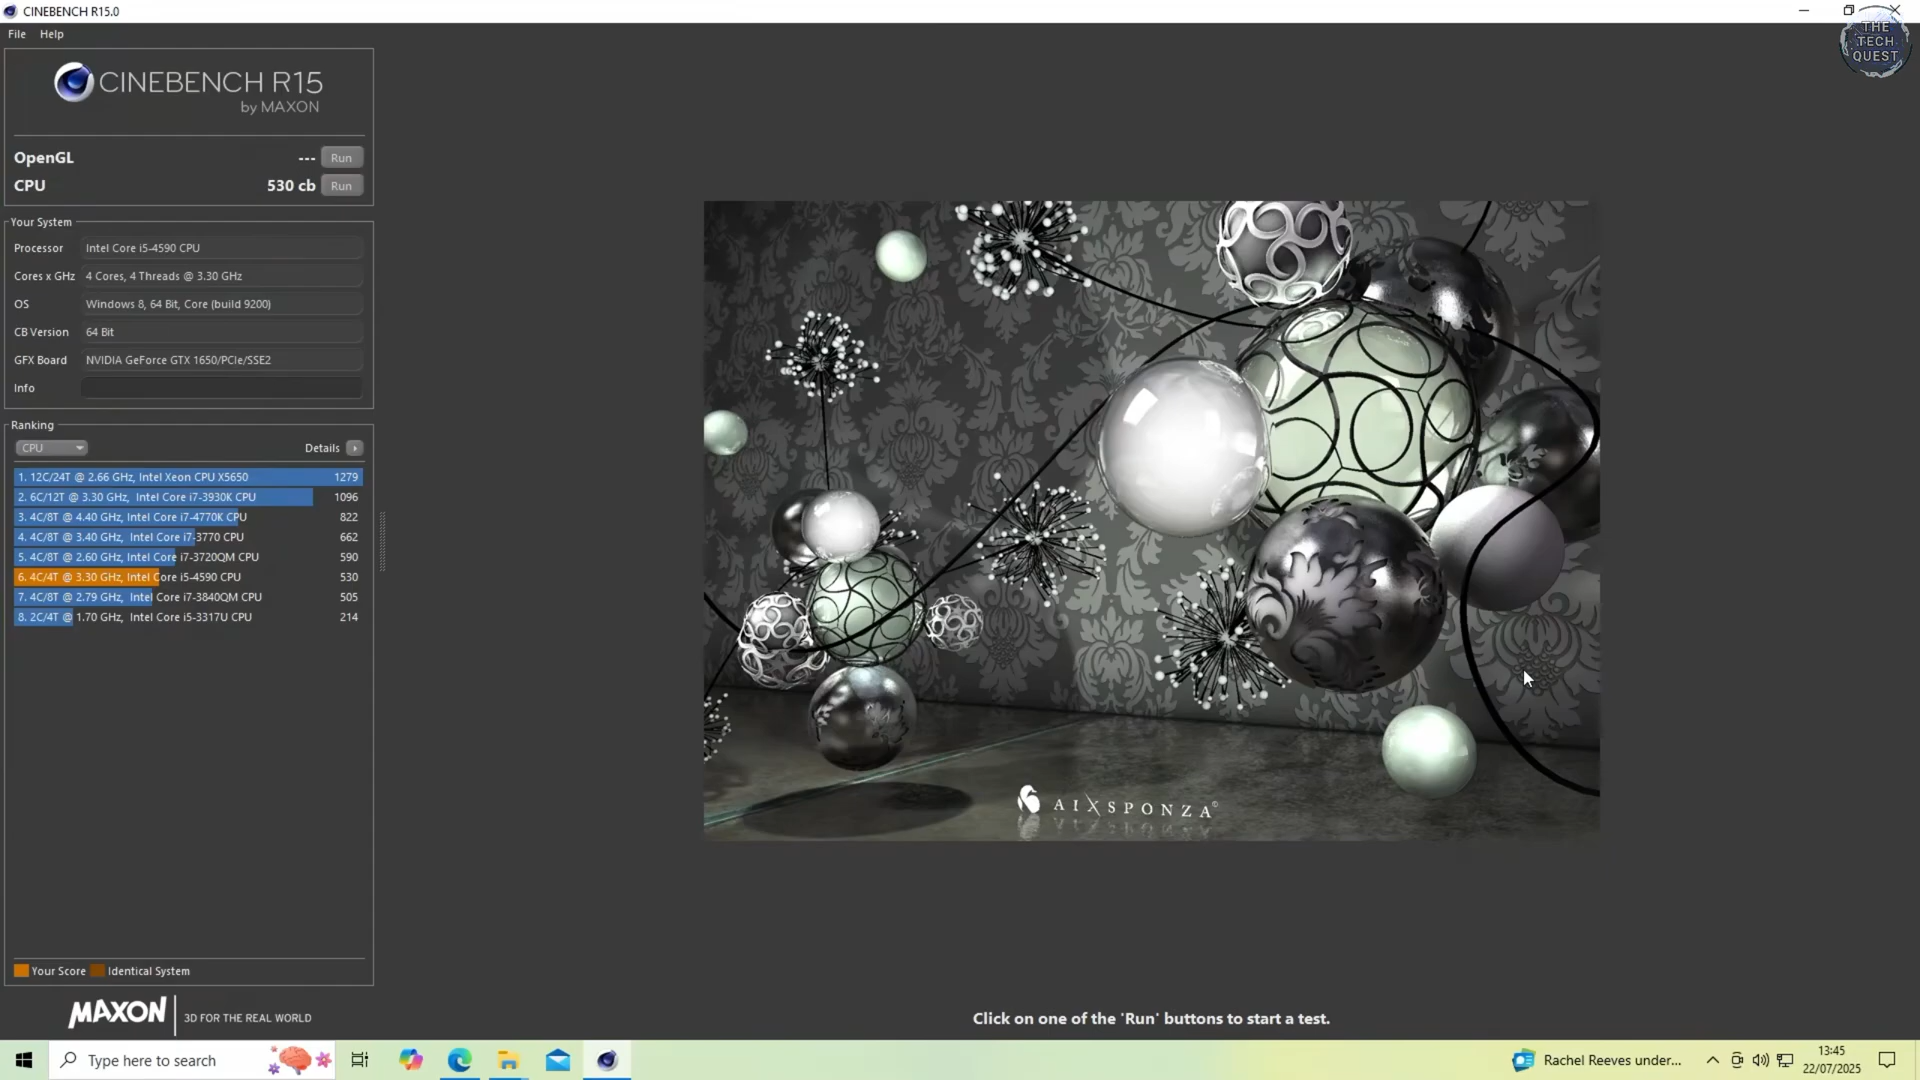 CINEBENCH R15.0
THE
TECH
QUEST
File Help
CINEBENCH R15
by MAXON
OpenGL --- Run
CPU 530 cb Run
Your System
Processor Intel Core i5-4590 CPU
Cores x GHz 4 Cores, 4 Threads @ 3.30 GHz
OS Windows 8, 64 Bit, Core (build 9200)
CB Version 64 Bit
GFX Board NVIDIA GeForce GTX 1650/PCIe/SSE2
Info
Ranking
CPU Details
1. 12C/24T @ 2.66 GHz, Intel Xeon CPU X5650 1279
2. 6C/12T @ 3.30 GHz, Intel Core i7-3930K CPU 1096
3. 4C/8T @ 4.40 GHz, Intel Core i7-4770K CPU 822
4. 4C/8T @ 3.40 GHz, Intel Core i7-3770 CPU 662
5. 4C/8T @ 2.60 GHz, Intel Core i7-3720QM CPU 590
6. 4C/4T @ 3.30 GHz, Intel Core i5-4590 CPU 530
7. 4C/8T @ 2.79 GHz, Intel Core i7-3840QM CPU 505
8. 2C/4T @ 1.70 GHz, Intel Core i5-3317U CPU 214
AIXSPONZA®
Your Score Identical System
MAXON 3D FOR THE REAL WORLD
Click on one of the 'Run' buttons to start a test.
Type here to search
Rachel Reeves under...
13:45
22/07/2025